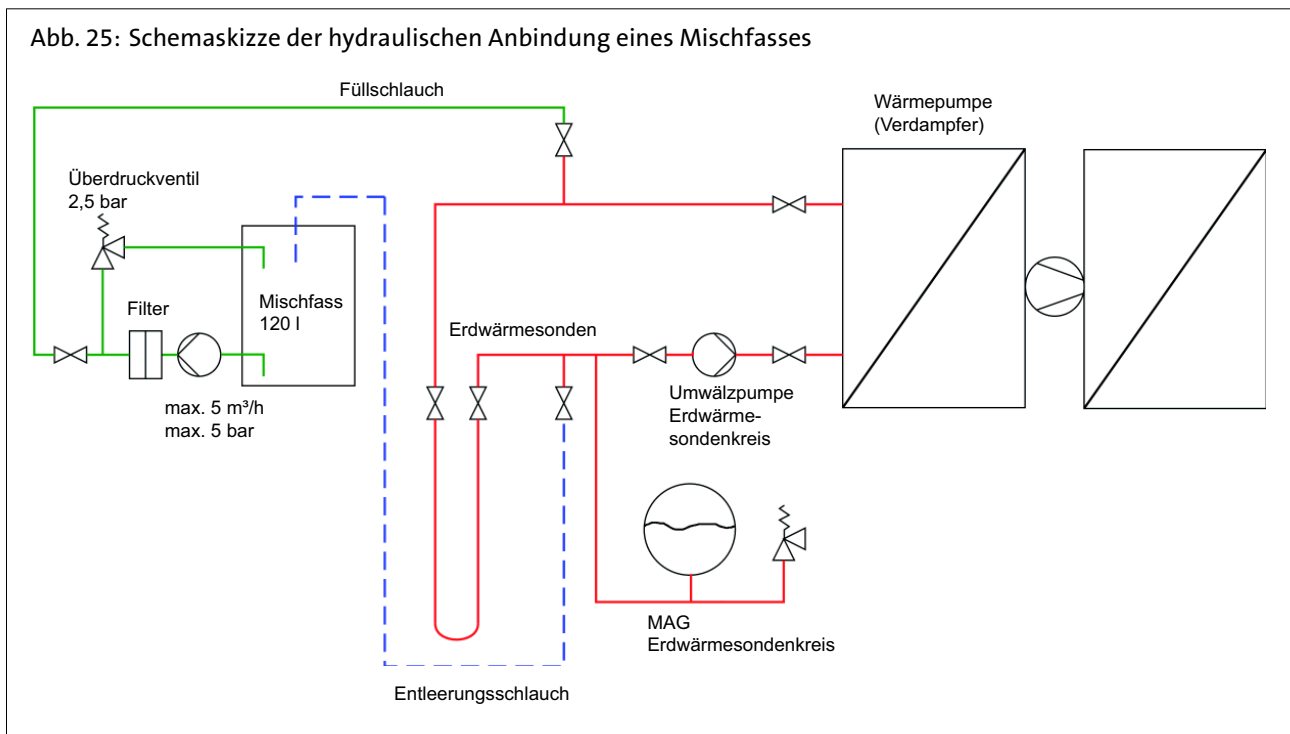 Abb. 25: Schemaskizze der hydraulischen Anbindung eines Mischfasses
Füllschlauch
Wärmepumpe
(Verdampfer)
Überdruckventil
2,5 bar
Filter
Mischfass
120 l
max. 5 m³/h
max. 5 bar
Erdwärmesonden
Umwälzpumpe
Erdwärme-
sondenkreis
MAG
Erdwärmesondenkreis
Entleerungsschlauch